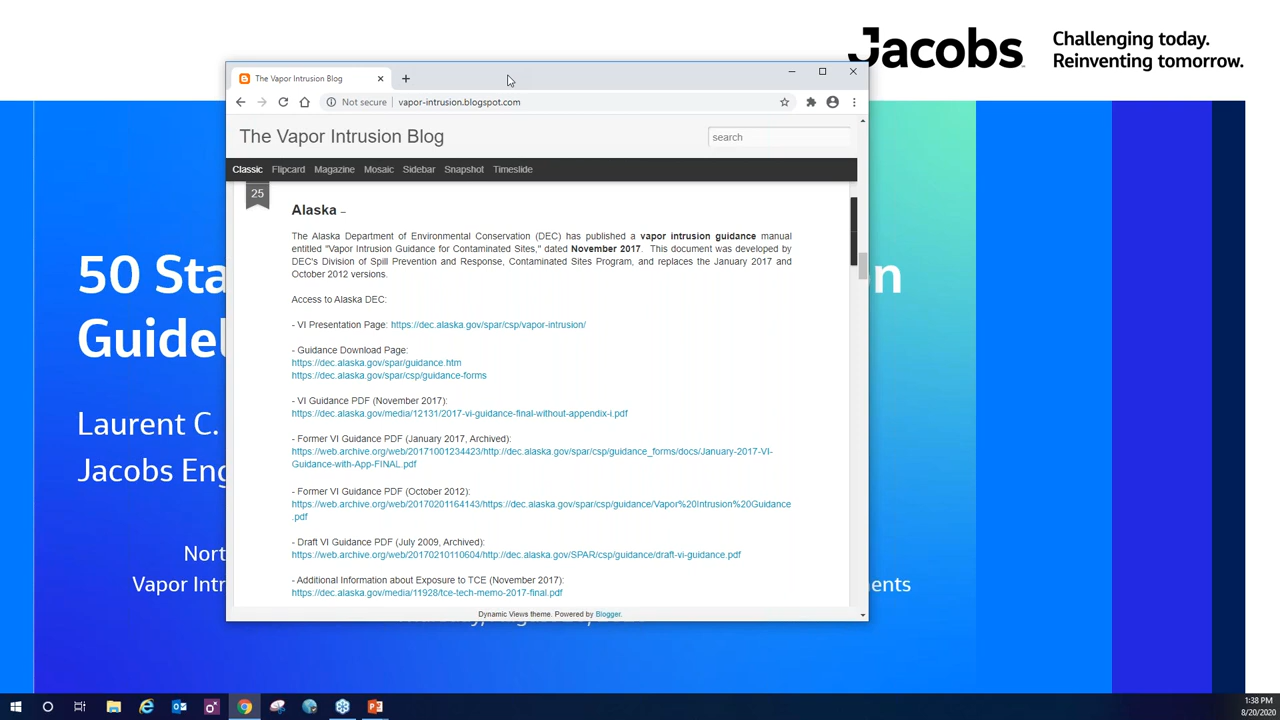 Jacobs
Challenging today.
Reinventing tomorrow.
The Vapor Intrusion Blog
Not secure
vapor-intrusion.blogspot.com
The Vapor Intrusion Blog
search
Classic Flipcard Magazine Mosaic Sidebar Snapshot Timeslide
25
Alaska –
The Alaska Department of Environmental Conservation (DEC) has published a vapor intrusion guidance manual
entitled "Vapor Intrusion Guidance for Contaminated Sites," dated November 2017. This document was developed by
DEC's Division of Spill Prevention and Response, Contaminated Sites Program, and replaces the January 2017 and
October 2012 versions.
Access to Alaska DEC:
- VI Presentation Page: https://dec.alaska.gov/spar/csp/vapor-intrusion/
- Guidance Download Page:
https://dec.alaska.gov/spar/guidance.htm
https://dec.alaska.gov/spar/csp/guidance-forms
- VI Guidance PDF (November 2017):
https://dec.alaska.gov/media/12131/2017-vi-guidance-final-without-appendix-i.pdf
- Former VI Guidance PDF (January 2017, Archived):
https://web.archive.org/web/20171001234423/http://dec.alaska.gov/spar/csp/guidance_forms/docs/January-2017-VI-
Guidance-with-App-FINAL.pdf
- Former VI Guidance PDF (October 2012):
https://web.archive.org/web/20170201164143/https://dec.alaska.gov/spar/csp/guidance/Vapor%20Intrusion%20Guidance
.pdf
- Draft VI Guidance PDF (July 2009, Archived):
https://web.archive.org/web/20170210110604/http://dec.alaska.gov/SPAR/csp/guidance/draft-vi-guidance.pdf
- Additional Information about Exposure to TCE (November 2017):
https://dec.alaska.gov/media/11928/tce-tech-memo-2017-final.pdf
Dynamic Views theme. Powered by Blogger.
50 Sta
on
Guidel
Laurent C.
Jacobs Eng
Nort
Vapor Intr
ents
1:38 PM
8/20/2020